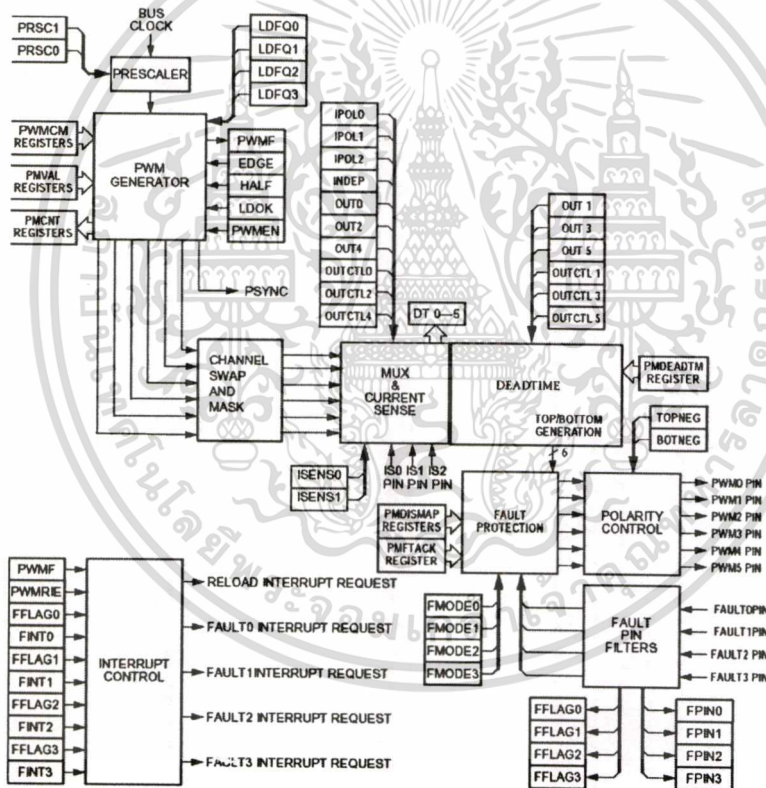 BUS
CLOCK
PRSC1
PRSC0
PRESCALER
LDFQ0
LDFQ1
LDFQ2
LDFQ3
PWMCM
REGISTERS
PMVAL
REGISTERS
PMCNT
REGISTERS
PWM
GENERATOR
PWMF
EDGE
HALF
LDOK
PWMEN
PSYNC
IPOL0
IPOL1
IPOL2
INDEP
OUT0
OUT2
OUT4
OUTCTL0
OUTCTL2
OUTCTL4
DT 0—5
OUT 1
OUT 3
OUT 5
OUTCTL 1
OUTCTL 3
OUTCTL 5
CHANNEL
SWAP
AND
MASK
MUX
&
CURRENT
SENSE
DEADTIME
TOP/BOTTOM
GENERATION
PMDEADTM
REGISTER
TOPNEG
BOTNEG
6
ISENS0
ISENS1
IS0 IS1 IS2
PIN PIN PIN
PMDISMAP
REGISTERS
PMFTACK
REGISTER
FAULT
PROTECTION
POLARITY
CONTROL
PWM0 PIN
PWM1 PIN
PWM2 PIN
PWM3 PIN
PWM4 PIN
PWM5 PIN
FMODE0
FMODE1
FMODE2
FMODE3
FAULT
PIN
FILTERS
FAULT0PIN
FAULT1PIN
FAULT2 PIN
FAULT3 PIN
FFLAG0
FFLAG1
FFLAG2
FFLAG3
FPIN0
FPIN1
FPIN2
FPIN3
PWMF
PWMRIE
FFLAG0
FINT0
FFLAG1
FINT1
FFLAG2
FINT2
FFLAG3
FINT3
INTERRUPT
CONTROL
RELOAD INTERRUPT REQUEST
FAULT0 INTERRUPT REQUEST
FAULT1INTERRUPT REQUEST
FAULT2 INTERRUPT REQUEST
FAULT3 INTERRUPT REQUEST